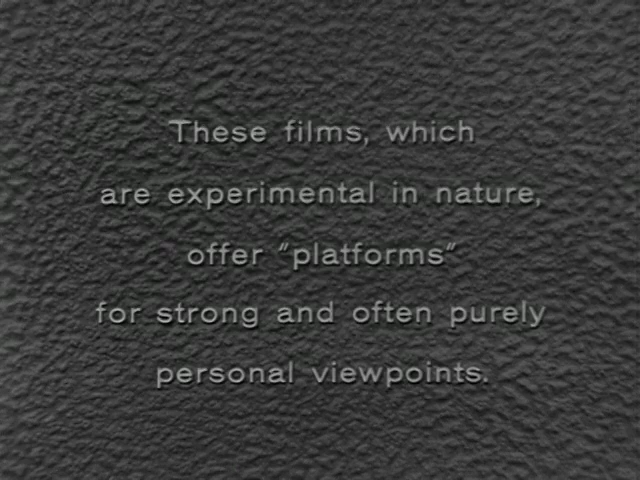 These films, which
are experimental in nature,
offer "platforms"
for strong and often purely
personal viewpoints.